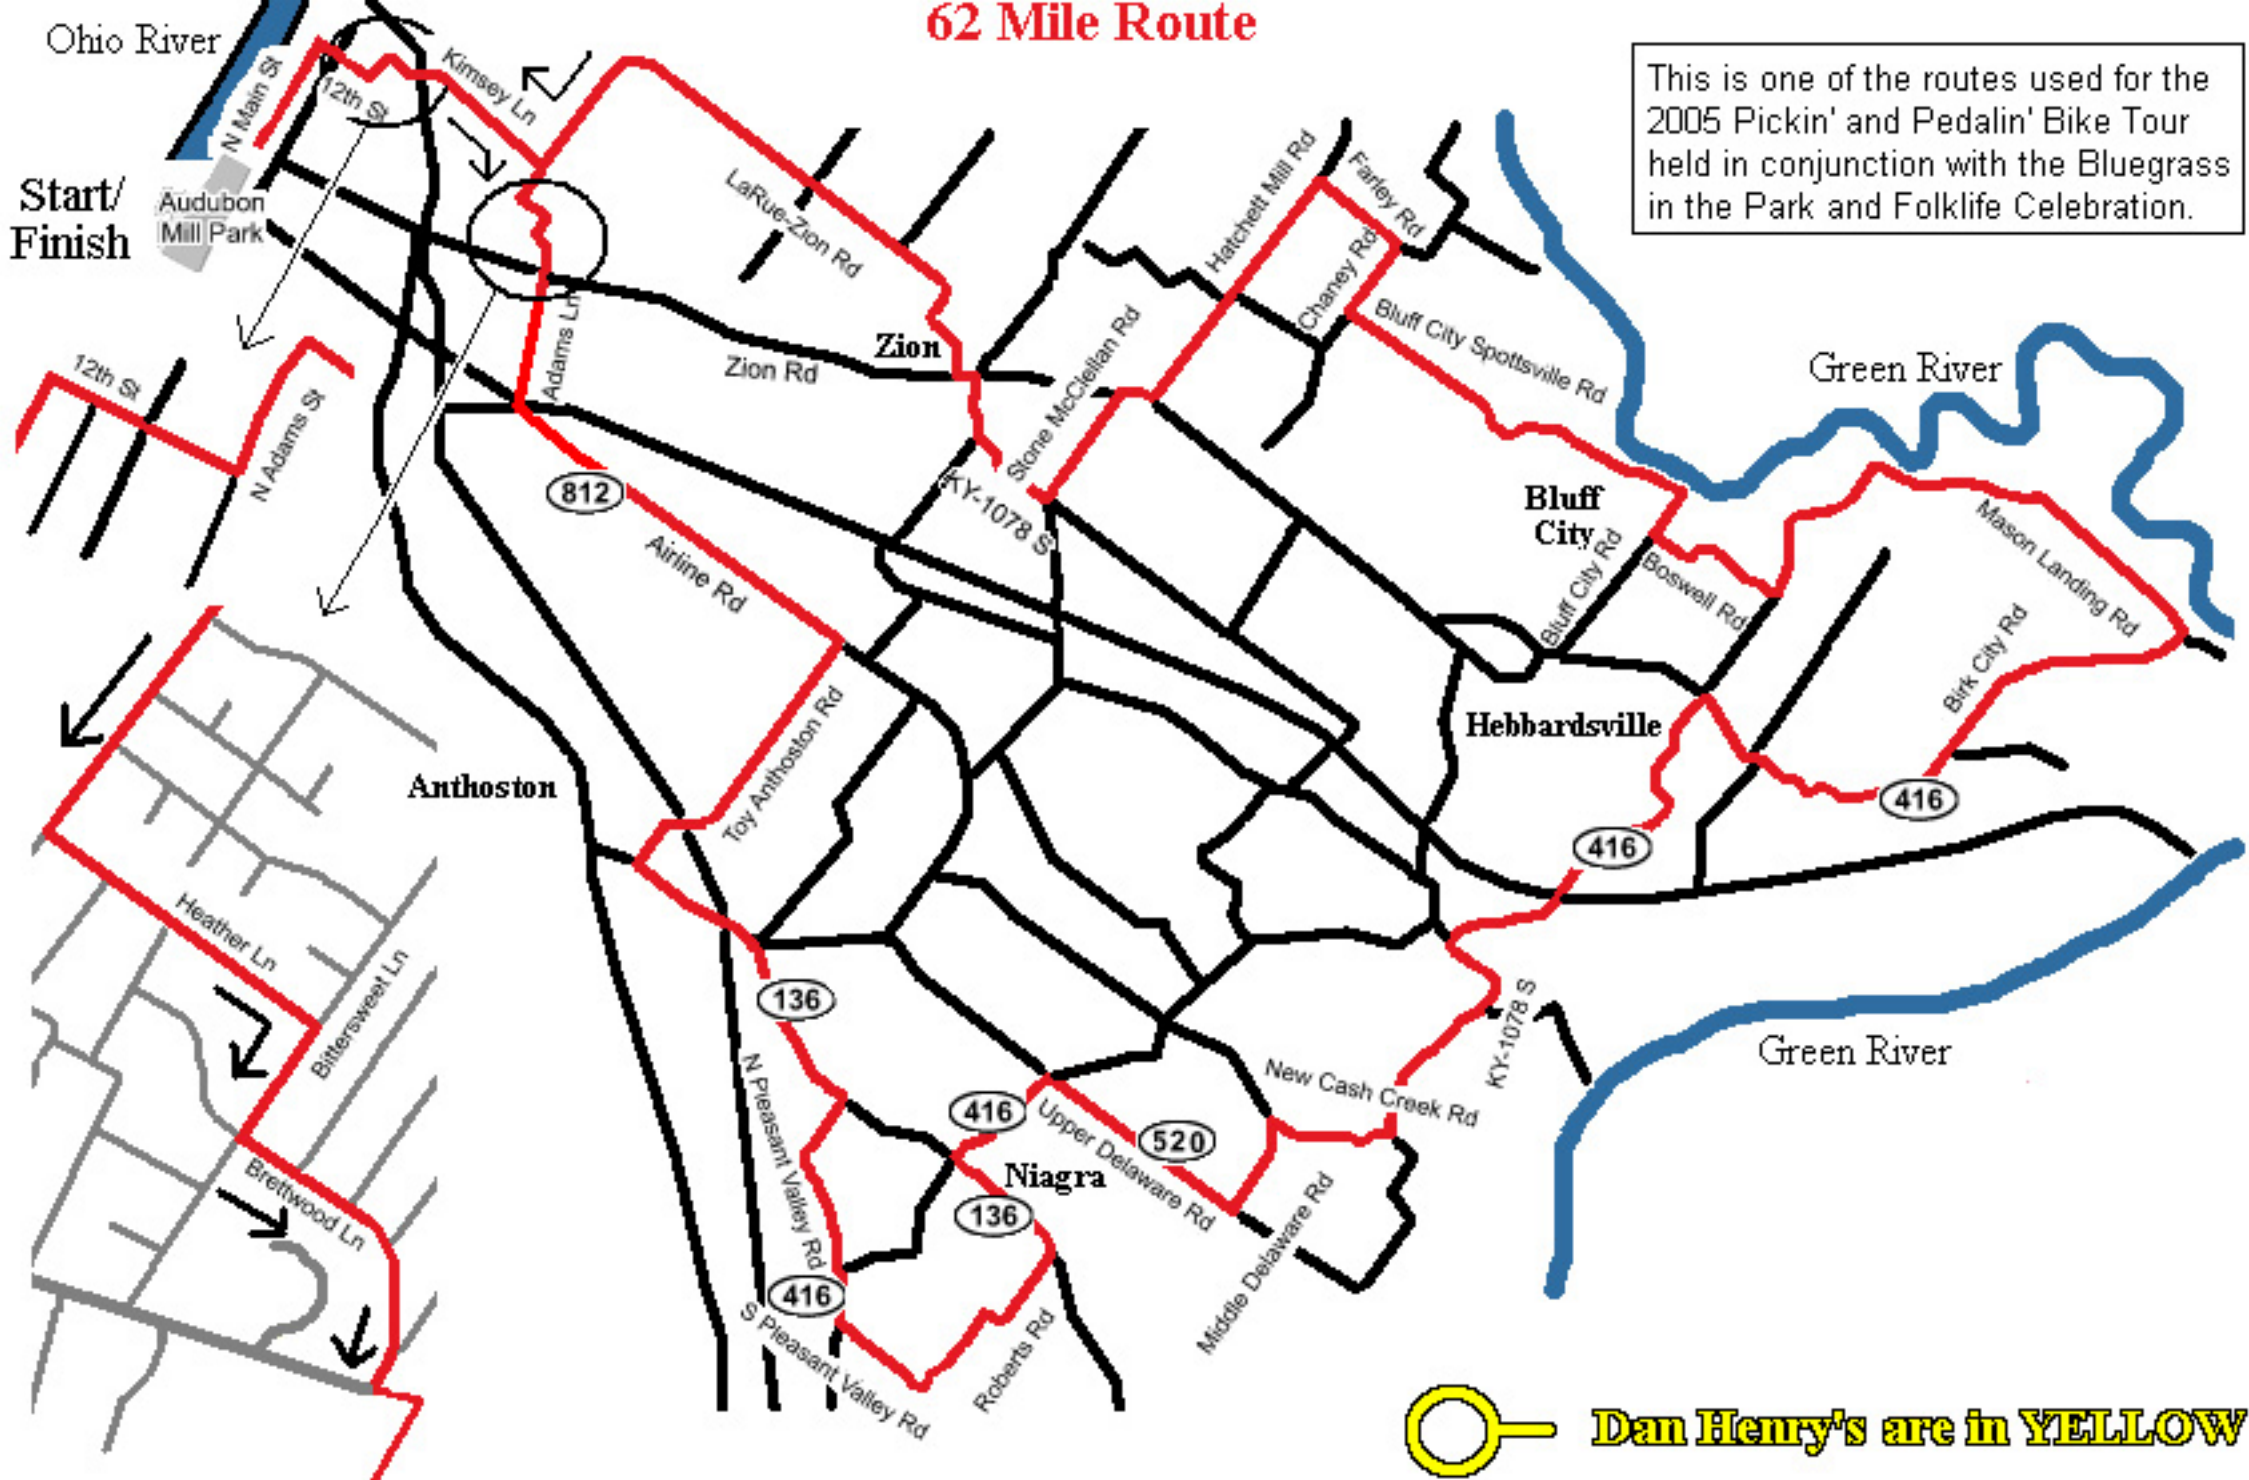 62 Mile Route
Ohio River
This is one of the routes used for the
2005 Pickin' and Pedalin' Bike Tour
held in conjunction with the Bluegrass
in the Park and Folklife Celebration.
N Main St
12th St
Kimsey Ln
Start/
Finish
Audubon
Mill Park
LaRue-Zion Rd
Hatchett Mill Rd
Farley Rd
Chaney Rd
Bluff City Spottsville Rd
Green River
Adams Ln
Zion
Zion Rd
Stone McClellan Rd
12th St
N Adams St
812
KY-1078 S
Airline Rd
Bluff
City
Bluff City Rd
Boswell Rd
Mason Landing Rd
Birk City Rd
Toy Anthoston Rd
Anthoston
Hebbardsville
416
416
Heather Ln
Bittersweet Ln
Brettwood Ln
136
KY-1078 S
Green River
N Pleasant Valley Rd
New Cash Creek Rd
416
Upper Delaware Rd
520
Niagra
136
Middle Delaware Rd
416
S Pleasant Valley Rd
Roberts Rd
Dan Henry's are in YELLOW